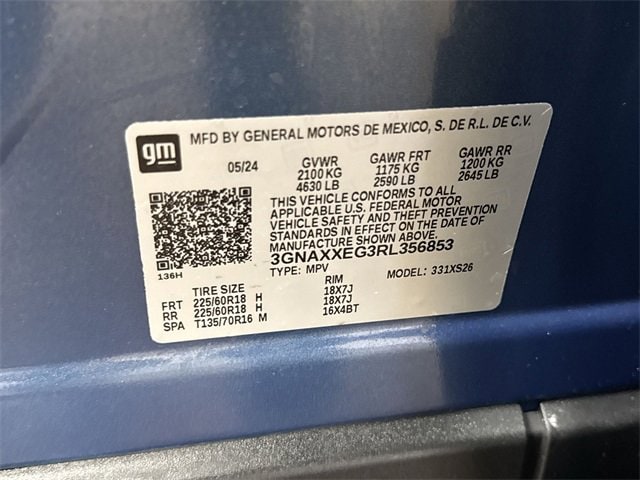 gm
MFD BY GENERAL MOTORS DE MEXICO, S. DE R.L. DE C.V.
05/24 GVWR GAWR FRT GAWR RR
2100 KG 1175 KG 1200 KG
4630 LB 2590 LB 2645 LB
THIS VEHICLE CONFORMS TO ALL
APPLICABLE U.S. FEDERAL MOTOR
VEHICLE SAFETY AND THEFT PREVENTION
STANDARDS IN EFFECT ON THE DATE OF
MANUFACTURE SHOWN ABOVE.
3GNAXXEG3RL356853
136H
TYPE: MPV MODEL: 331XS26
TIRE SIZE RIM
FRT 225/60R18 H 18X7J
RR 225/60R18 H 18X7J
SPA T135/70R16 M 16X4BT